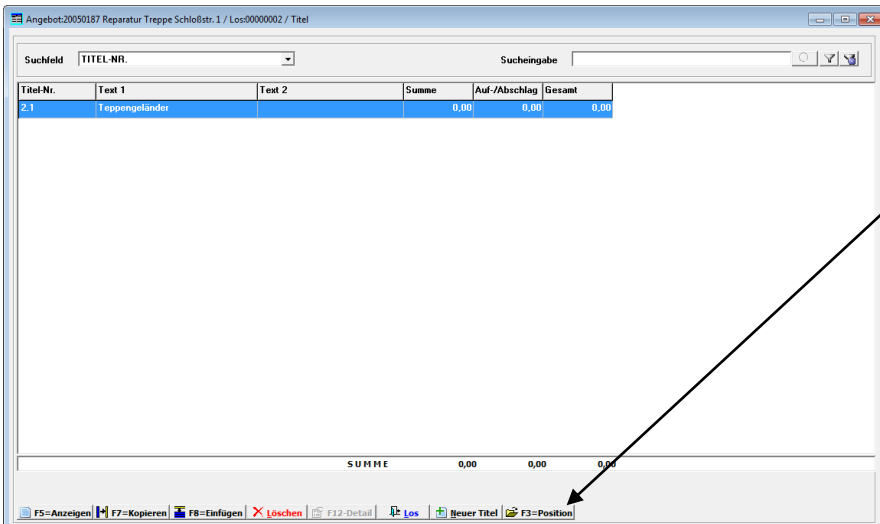 Angebot:20050187 Reparatur Treppe Schloßstr. 1 / Los:00000002 / Titel
Suchfeld TITEL-NR. Sucheingabe
Titel-Nr. Text 1 Text 2 Summe Auf-/Abschlag Gesamt
2.1 Teppengeländer 0,00 0,00 0,00
SUMME 0,00 0,00 0,00
F5=Anzeigen F7=Kopieren F8=Einfügen Löschen F12-Detail Los Neuer Titel F3=Position